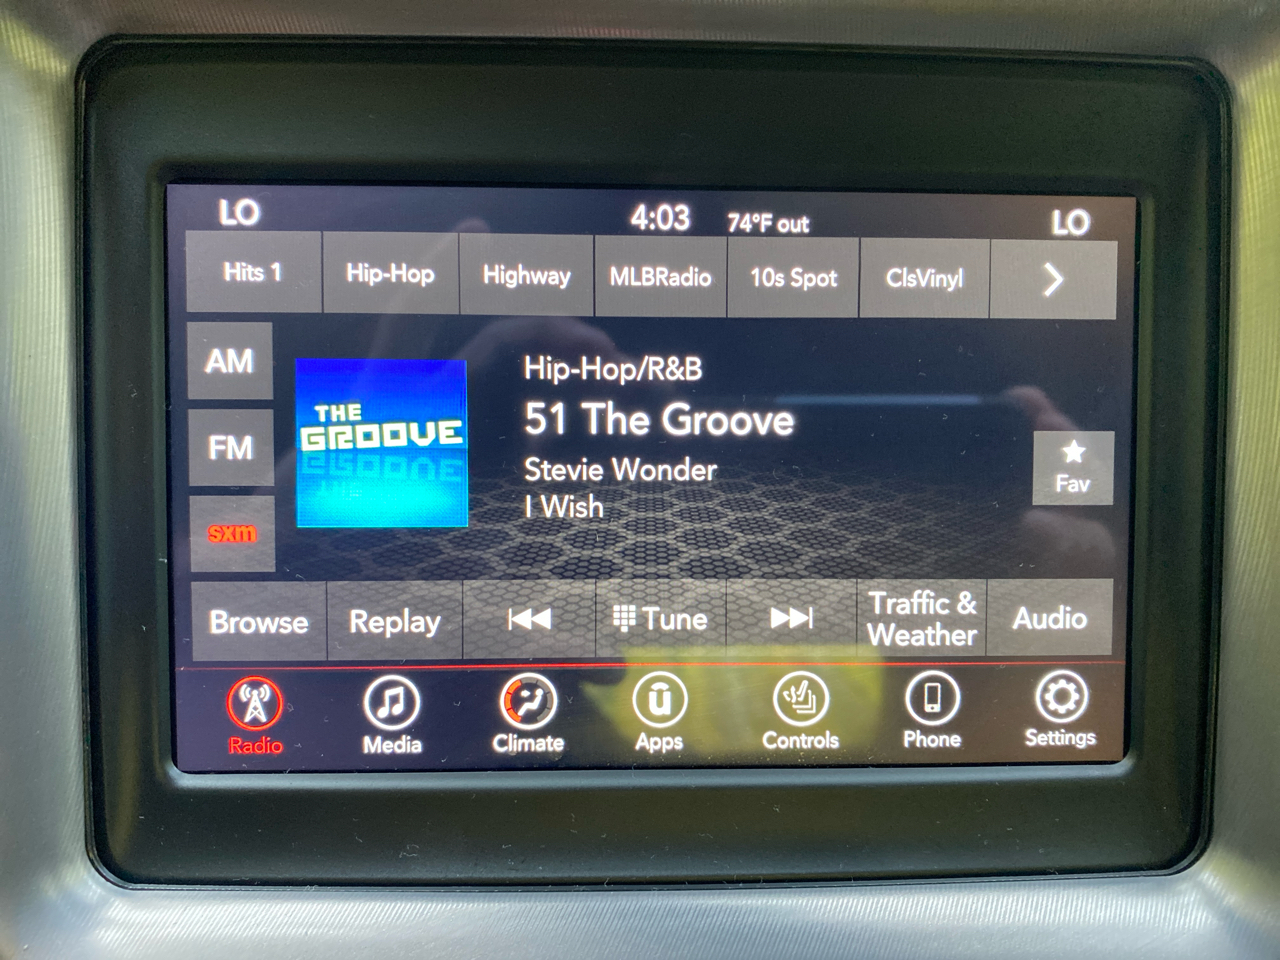 LO 4:03 74°F out LO
Hits 1 Hip-Hop Highway MLBRadio 10s Spot ClsVinyl
AM
FM
sxm
THE
GROOVE
Hip-Hop/R&B
51 The Groove
Stevie Wonder
I Wish
Fav
Browse Replay Tune Traffic & Weather Audio
Radio Media Climate Apps Controls Phone Settings